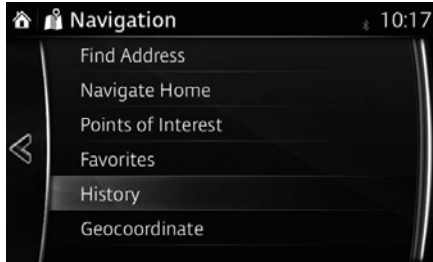 Navigation 10:17
Find Address
Navigate Home
Points of Interest
Favorites
History
Geocoordinate